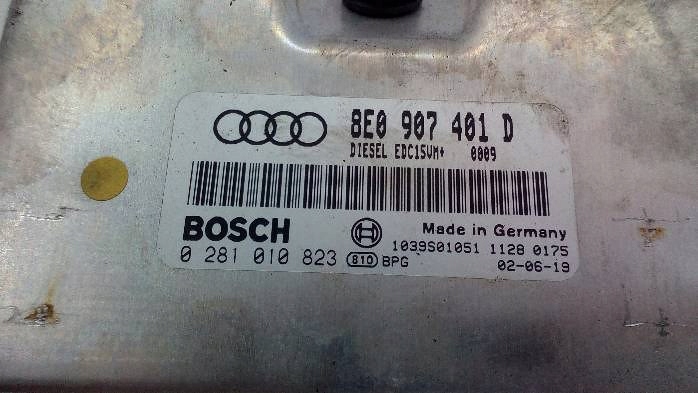 8E0 907 401 D
DIESEL EDC15VM+ 0009
BOSCH
Made in Germany
1039S01051 1128 0175
0 281 010 823 810 BPG 02-06-19